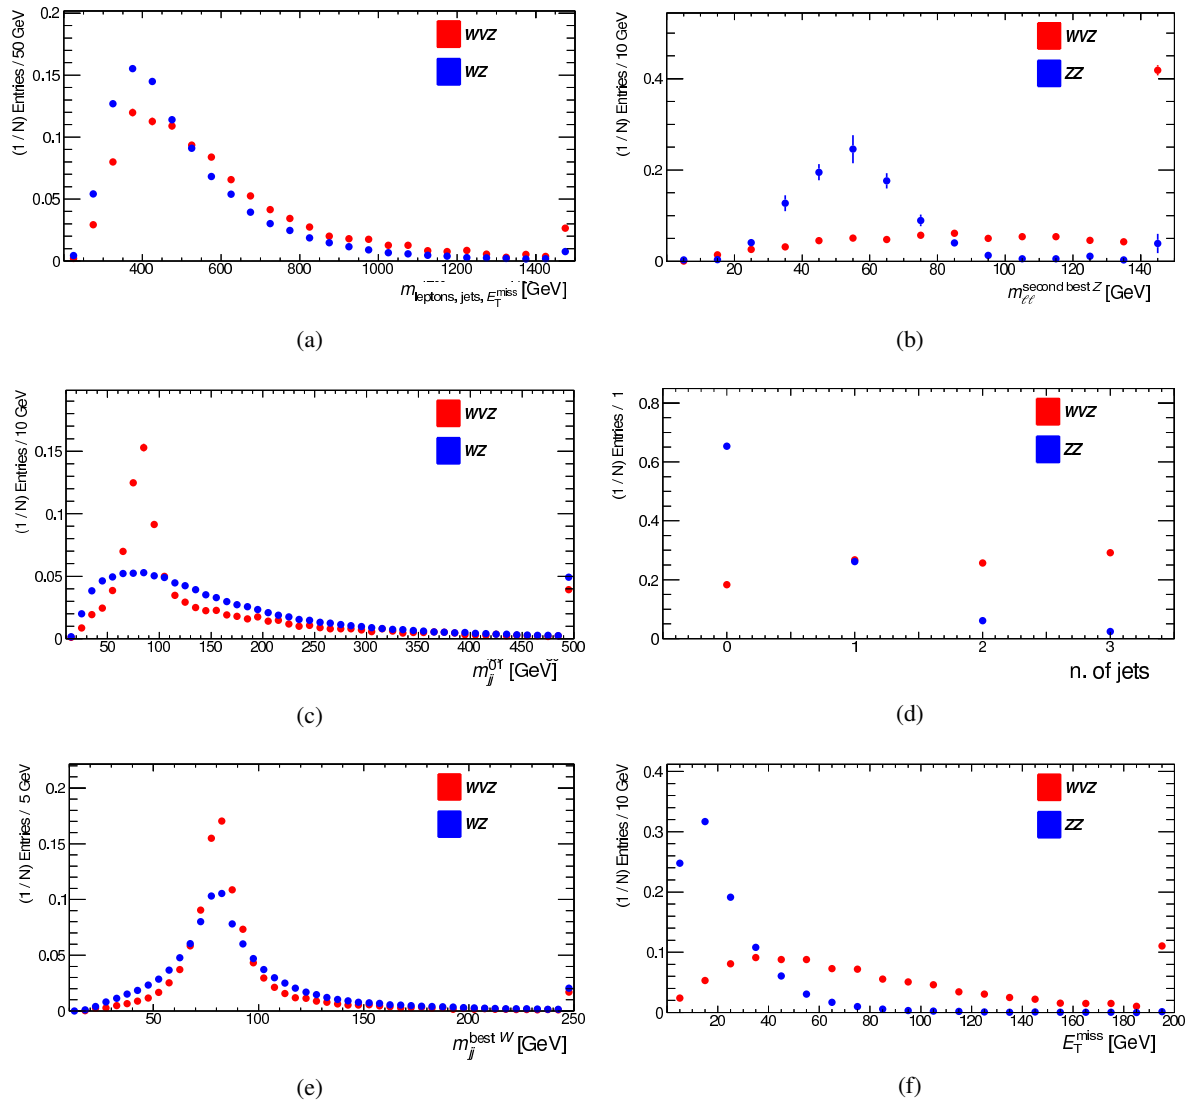 (1 / N) Entries / 50 GeV
0.2
0.15
0.1
0.05
0
WVZ
WZ
400 600 800 1000 1200 1400
m leptons, jets, E_T^miss [GeV]
(a)
(1 / N) Entries / 10 GeV
0.4
0.2
0
WVZ
ZZ
20 40 60 80 100 120 140
m_ℓℓ^second best Z [GeV]
(b)
(1 / N) Entries / 10 GeV
0.15
0.1
0.05
0
WVZ
WZ
50 100 150 200 250 300 350 400 450 500
m_jj^01 [GeV]
(c)
(1 / N) Entries / 1
0.8
0.6
0.4
0.2
0
WVZ
ZZ
0 1 2 3
n. of jets
(d)
(1 / N) Entries / 5 GeV
0.2
0.15
0.1
0.05
0
WVZ
WZ
50 100 150 200 250
m_jj^best W [GeV]
(e)
(1 / N) Entries / 10 GeV
0.4
0.3
0.2
0.1
0
WVZ
ZZ
20 40 60 80 100 120 140 160 180 200
E_T^miss [GeV]
(f)